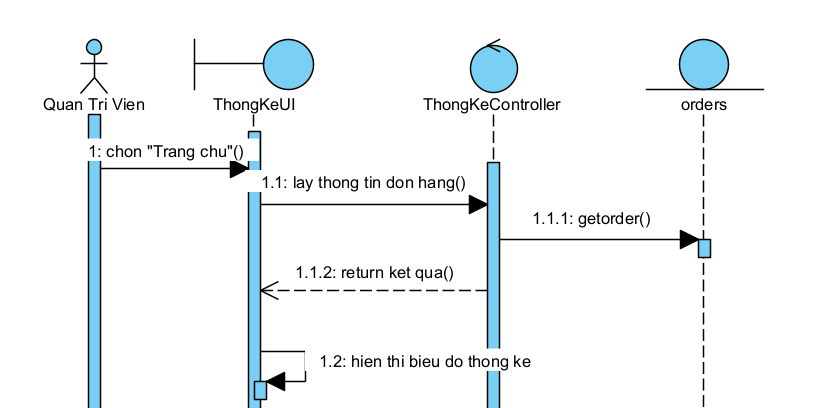 Quan Tri Vien
ThongKeUI
ThongKeController
orders
1: chon "Trang chu"()
1.1: lay thong tin don hang()
1.1.1: getorder()
1.1.2: return ket qua()
1.2: hien thi bieu do thong ke